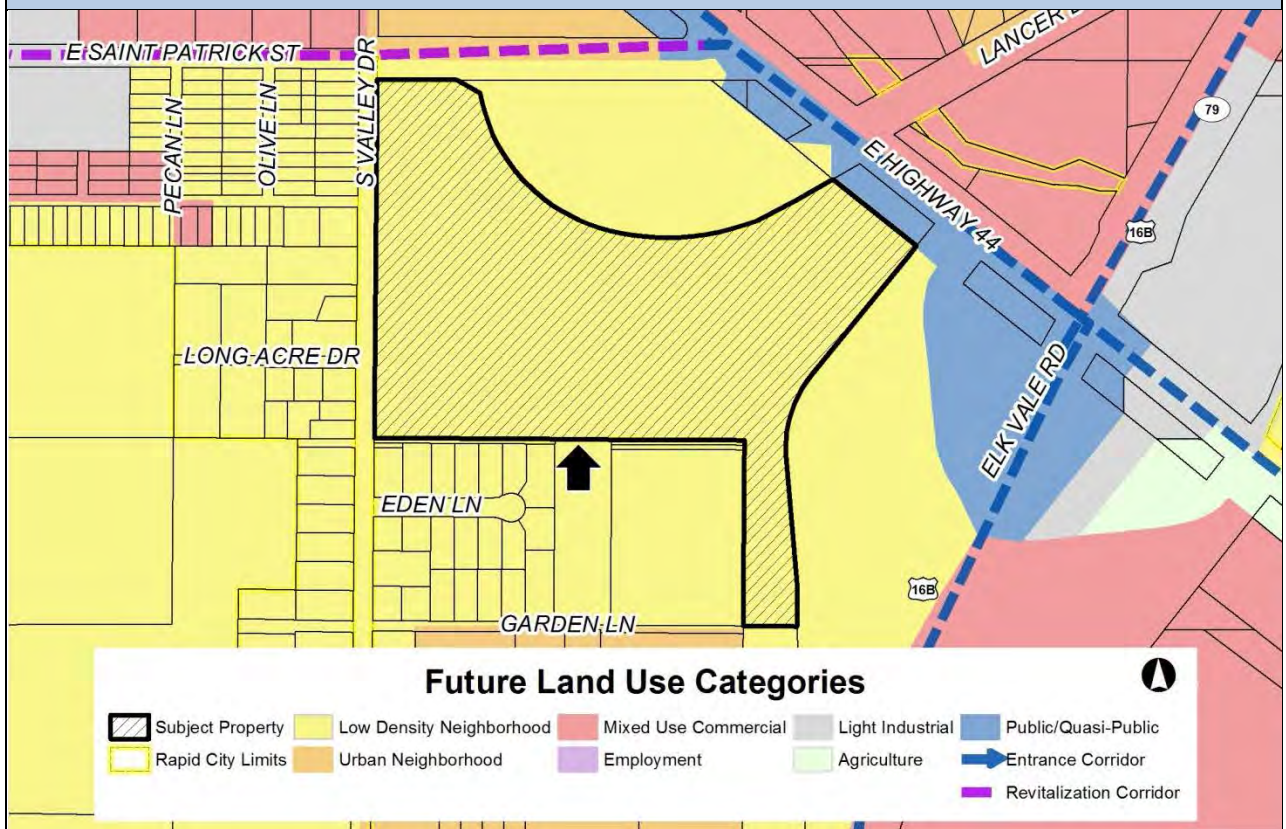 E SAINT PATRICK ST
S VALLEY DR
LANCER
PECAN LN
OLIVE LN
79
E HIGHWAY 44
16B
LONG ACRE DR
ELK VALE RD
EDEN LN
16B
GARDEN LN
Future Land Use Categories
Subject Property
Low Density Neighborhood
Mixed Use Commercial
Light Industrial
Public/Quasi-Public
Rapid City Limits
Urban Neighborhood
Employment
Agriculture
Entrance Corridor
Revitalization Corridor